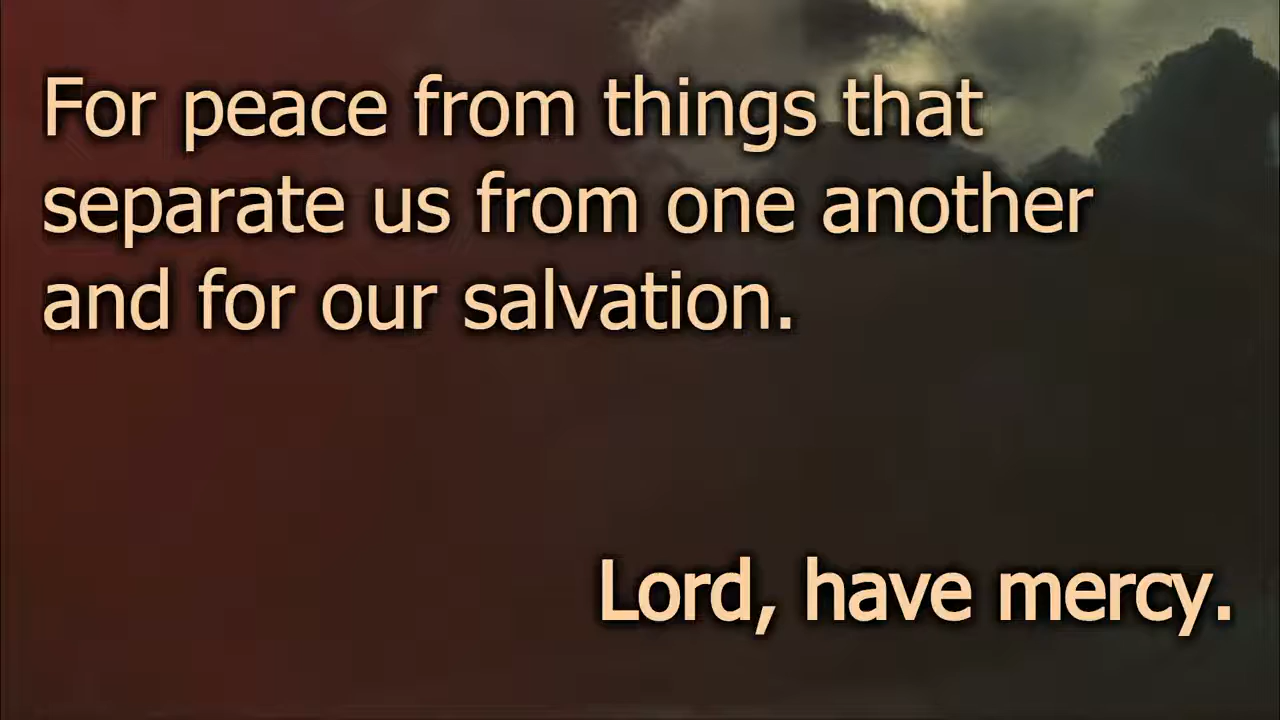 For peace from things that
separate us from one another
and for our salvation.
Lord, have mercy.